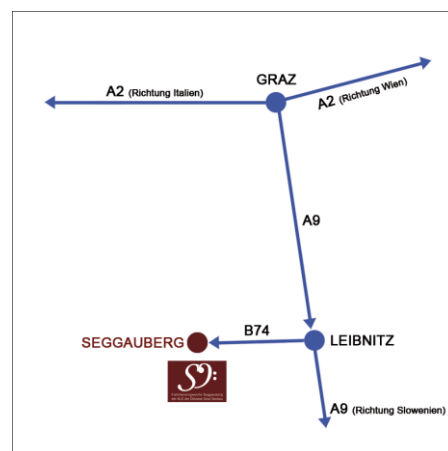 GRAZ
A2 (Richtung Italien)
A2 (Richtung Wien)
A9
B74
SEGGAUBERG
LEIBNITZ
A9 (Richtung Slowenien)